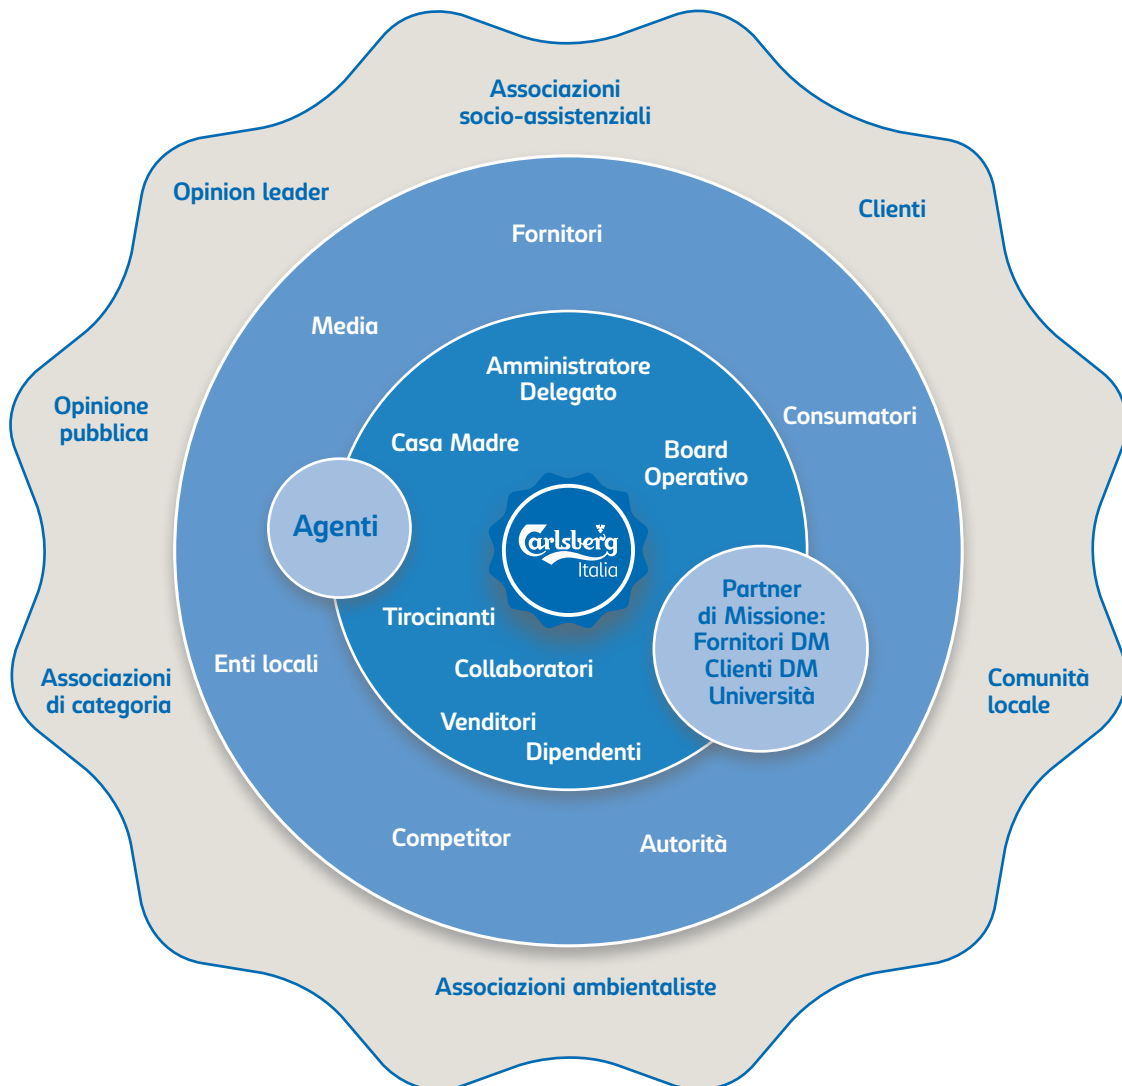 Associazioni
socio-assistenziali
Opinion leader
Clienti
Fornitori
Media
Amministratore
Delegato
Opinione
pubblica
Consumatori
Casa Madre
Board
Operativo
Agenti
Carlsberg
Italia
Partner
di Missione:
Fornitori DM
Clienti DM
Università
Tirocinanti
Enti locali
Collaboratori
Associazioni
di categoria
Comunità
locale
Venditori
Dipendenti
Competitor
Autorità
Associazioni ambientaliste